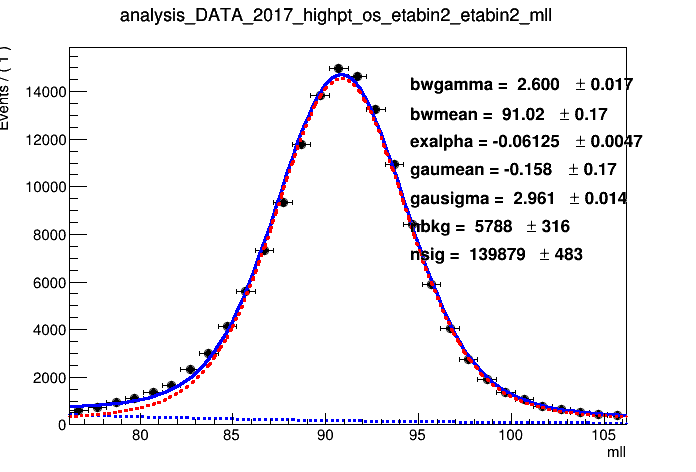 analysis_DATA_2017_highpt_os_etabin2_etabin2_mll
Events / ( 1 )
14000
12000
10000
8000
6000
4000
2000
0
bwgamma = 2.600 ± 0.017
bwmean = 91.02 ± 0.17
exalpha = -0.06125 ± 0.0047
gaumean = -0.158 ± 0.17
gausigma = 2.961 ± 0.014
nbkg = 5788 ± 316
nsig = 139879 ± 483
80 85 90 95 100 105
mll